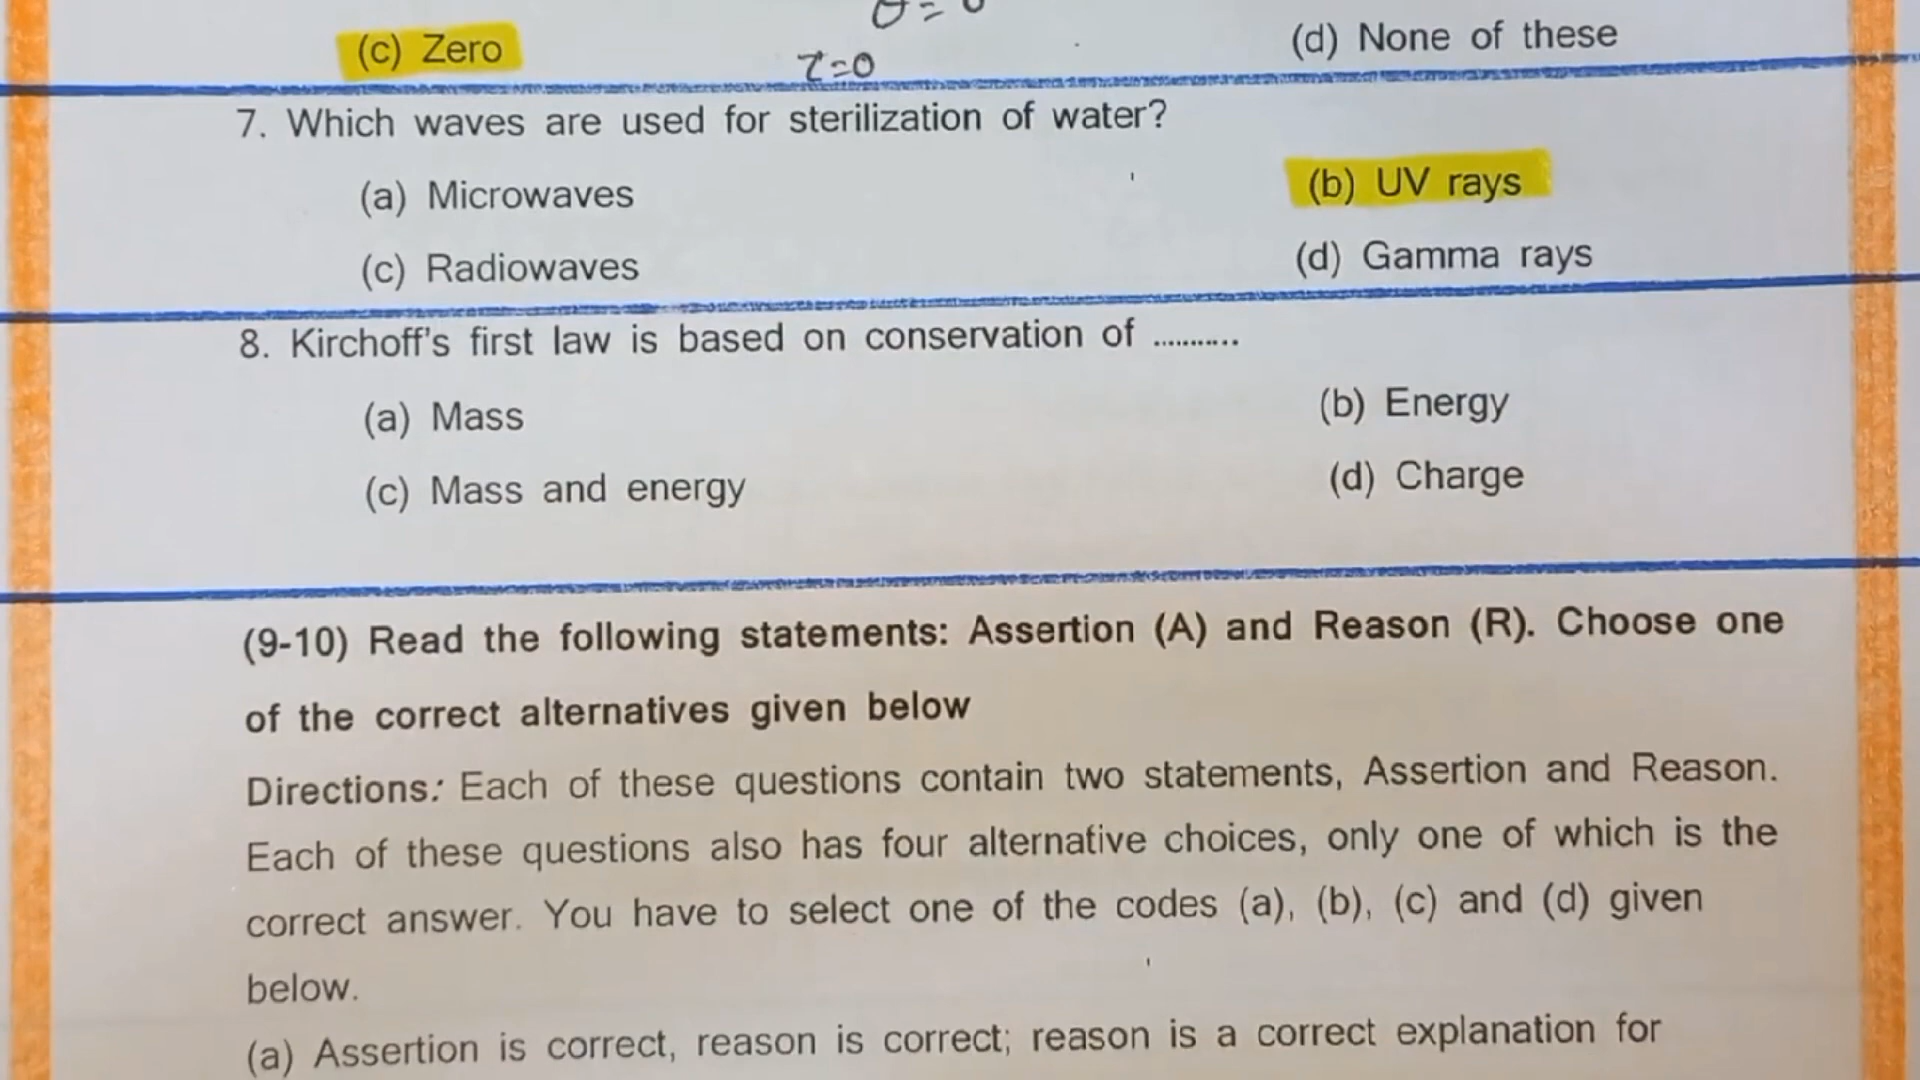 θ = 0
(c) Zero
τ=0
(d) None of these
7. Which waves are used for sterilization of water?
(a) Microwaves
(b) UV rays
(c) Radiowaves
(d) Gamma rays
8. Kirchoff's first law is based on conservation of ...........
(a) Mass
(b) Energy
(c) Mass and energy
(d) Charge
(9-10) Read the following statements: Assertion (A) and Reason (R). Choose one
of the correct alternatives given below
Directions: Each of these questions contain two statements, Assertion and Reason.
Each of these questions also has four alternative choices, only one of which is the
correct answer. You have to select one of the codes (a), (b), (c) and (d) given
below.
(a) Assertion is correct, reason is correct; reason is a correct explanation for